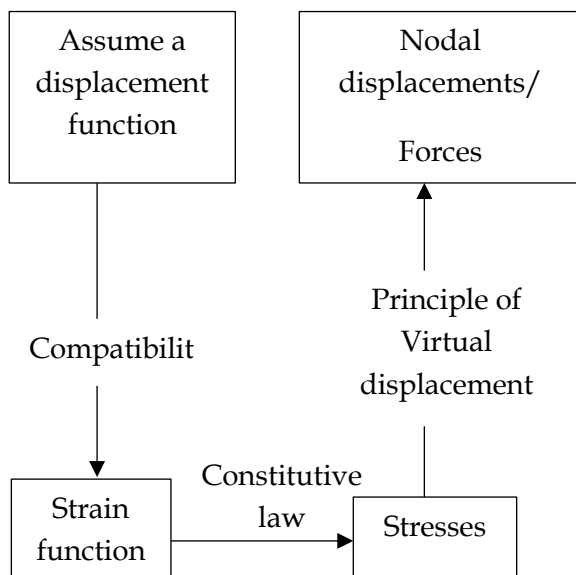 Assume a
displacement
function
Nodal
displacements/
Forces
Compatibilit
Principle of
Virtual
displacement
Strain
function
Constitutive
law
Stresses